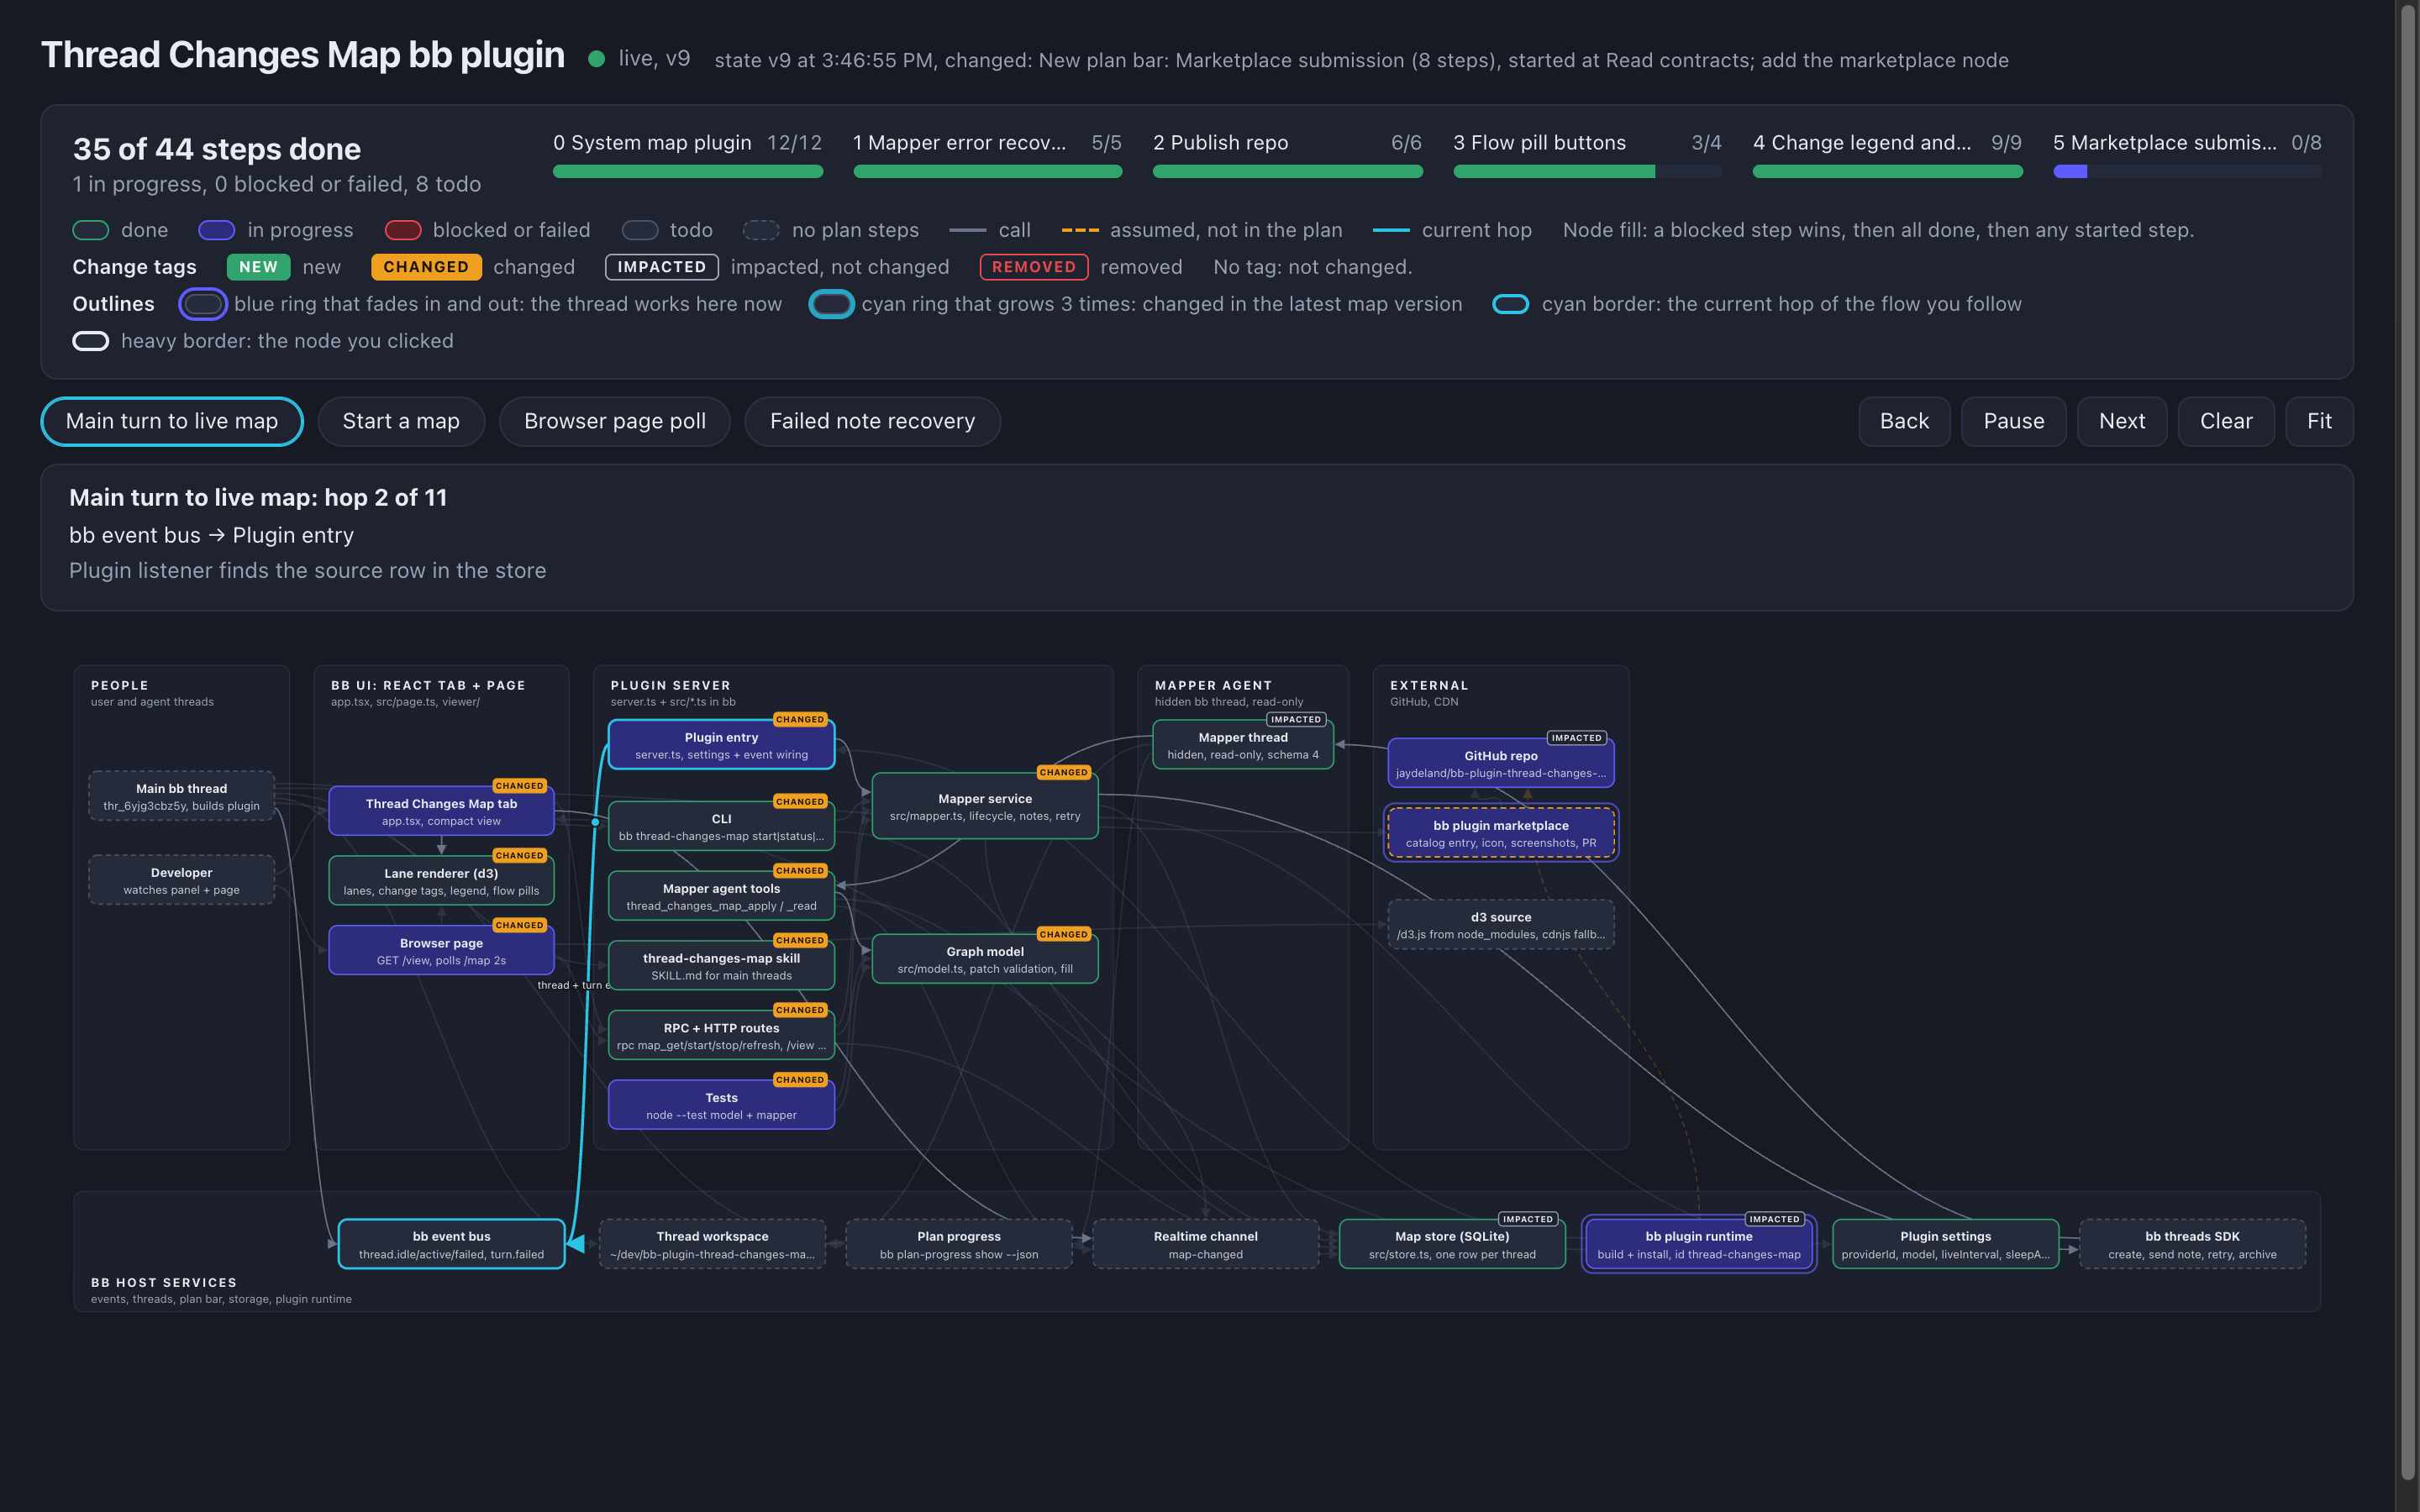 Thread Changes Map bb plugin
live, v9
state v9 at 3:46:55 PM, changed: New plan bar: Marketplace submission (8 steps), started at Read contracts; add the marketplace node
35 of 44 steps done
1 in progress, 0 blocked or failed, 8 todo
0 System map plugin 12/12
1 Mapper error recov... 5/5
2 Publish repo 6/6
3 Flow pill buttons 3/4
4 Change legend and... 9/9
5 Marketplace submis... 0/8
done in progress blocked or failed todo no plan steps call assumed, not in the plan current hop Node fill: a blocked step wins, then all done, then any started step.
Change tags NEW new CHANGED changed IMPACTED impacted, not changed REMOVED removed No tag: not changed.
Outlines blue ring that fades in and out: the thread works here now cyan ring that grows 3 times: changed in the latest map version cyan border: the current hop of the flow you follow
heavy border: the node you clicked
Main turn to live map
Start a map
Browser page poll
Failed note recovery
Back
Pause
Next
Clear
Fit
Main turn to live map: hop 2 of 11
bb event bus → Plugin entry
Plugin listener finds the source row in the store
PEOPLE
user and agent threads
Main bb thread
thr_6yjg3cbz5y, builds plugin
Developer
watches panel + page
BB UI: REACT TAB + PAGE
app.tsx, src/page.ts, viewer/
CHANGED
Thread Changes Map tab
app.tsx, compact view
CHANGED
Lane renderer (d3)
lanes, change tags, legend, flow pills
CHANGED
Browser page
GET /view, polls /map 2s
thread + turn e
PLUGIN SERVER
server.ts + src/*.ts in bb
CHANGED
Plugin entry
server.ts, settings + event wiring
CHANGED
CLI
bb thread-changes-map start|status|...
CHANGED
Mapper agent tools
thread_changes_map_apply / _read
CHANGED
thread-changes-map skill
SKILL.md for main threads
CHANGED
RPC + HTTP routes
rpc map_get/start/stop/refresh, /view ...
CHANGED
Tests
node --test model + mapper
CHANGED
Mapper service
src/mapper.ts, lifecycle, notes, retry
CHANGED
Graph model
src/model.ts, patch validation, fill
MAPPER AGENT
hidden bb thread, read-only
IMPACTED
Mapper thread
hidden, read-only, schema 4
EXTERNAL
GitHub, CDN
IMPACTED
GitHub repo
jaydeland/bb-plugin-thread-changes-...
bb plugin marketplace
catalog entry, icon, screenshots, PR
d3 source
/d3.js from node_modules, cdnjs fallb...
bb event bus
thread.idle/active/failed, turn.failed
Thread workspace
~/dev/bb-plugin-thread-changes-ma...
Plan progress
bb plan-progress show --json
Realtime channel
map-changed
IMPACTED
Map store (SQLite)
src/store.ts, one row per thread
IMPACTED
bb plugin runtime
build + install, id thread-changes-map
Plugin settings
providerId, model, liveInterval, sleepA...
bb threads SDK
create, send note, retry, archive
BB HOST SERVICES
events, threads, plan bar, storage, plugin runtime